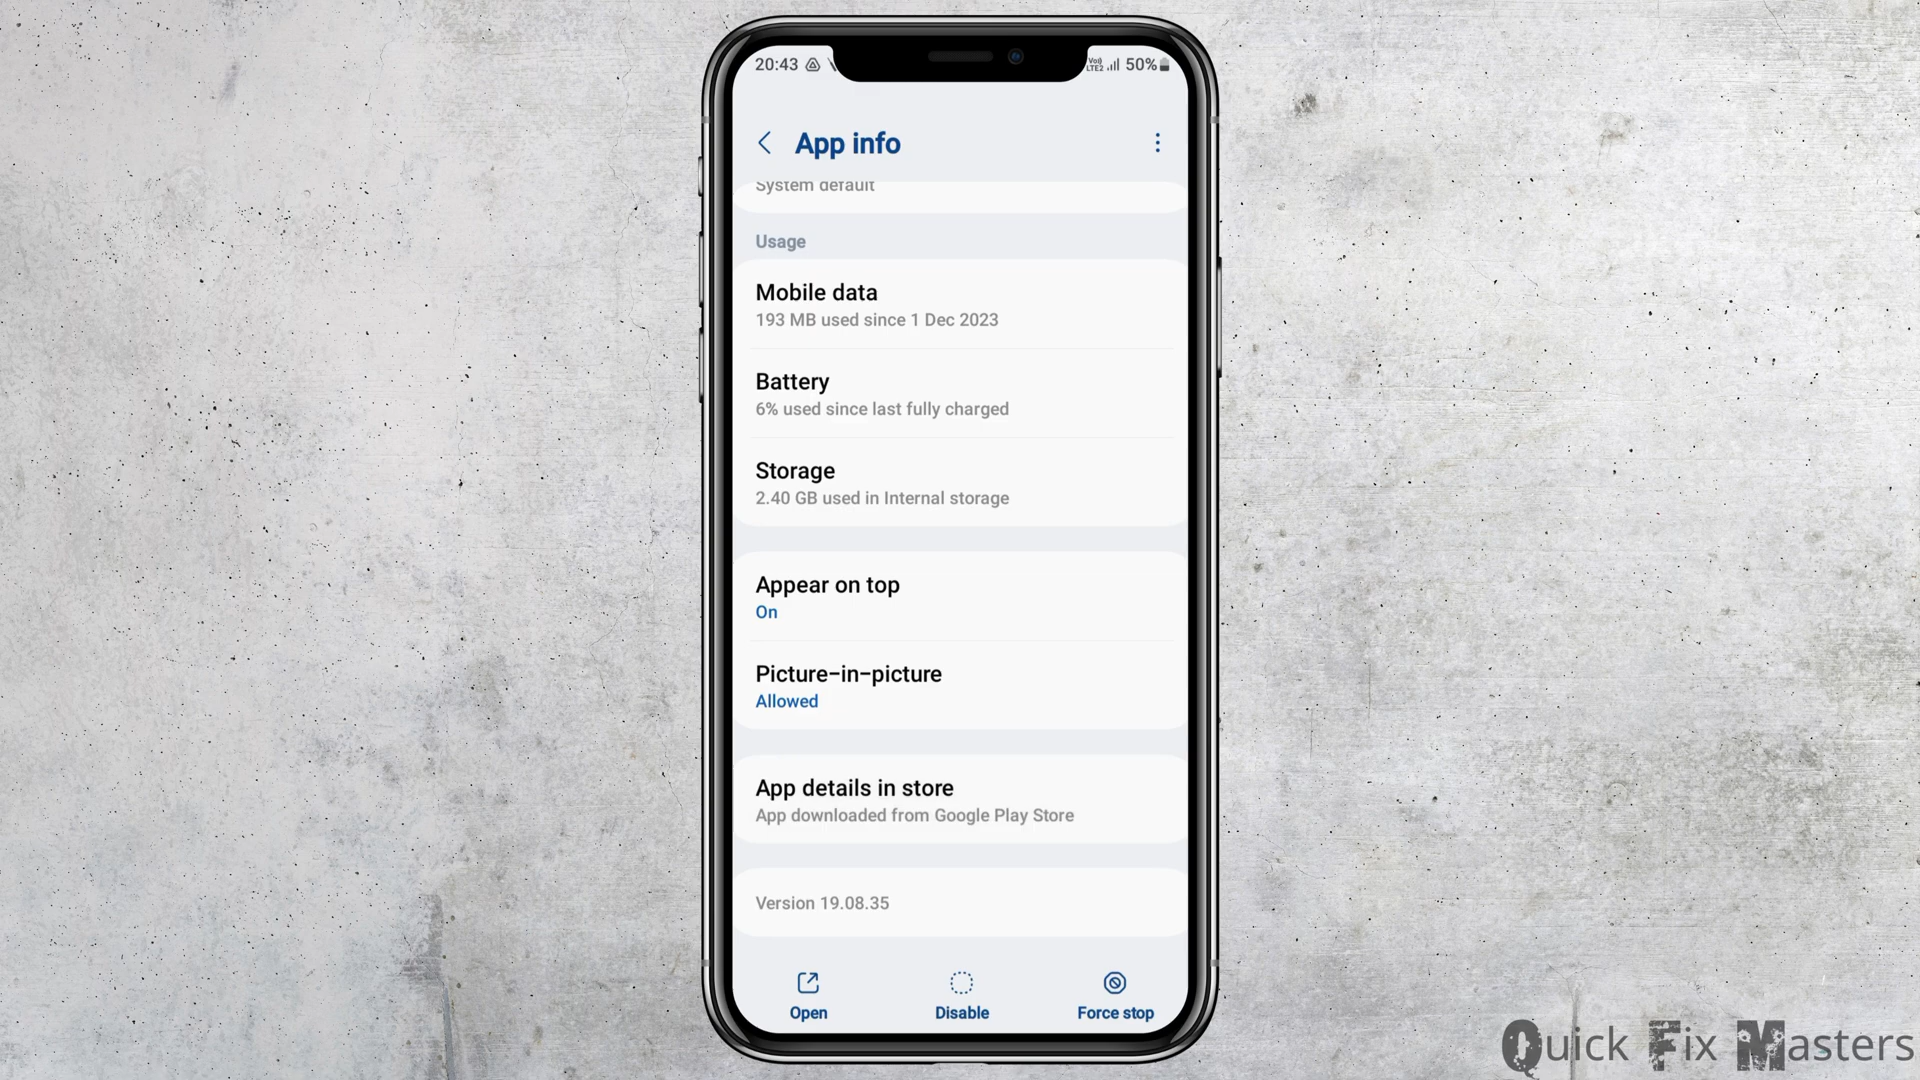 20:43
Vo)) LTE2 50%
App info
System default
Usage
Mobile data
193 MB used since 1 Dec 2023
Battery
6% used since last fully charged
Storage
2.40 GB used in Internal storage
Appear on top
On
Picture-in-picture
Allowed
App details in store
App downloaded from Google Play Store
Version 19.08.35
Open Disable Force stop
Quick Fix Masters